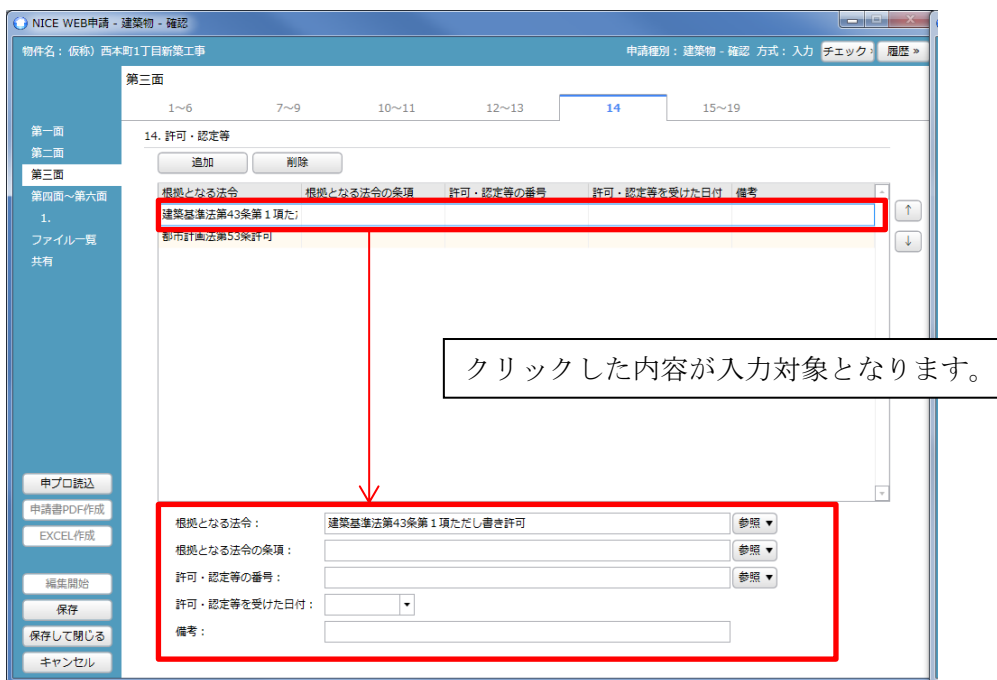 NICE WEB申請 - 建築物 - 確認
物件名：仮称）西本町1丁目新築工事
申請種別：建築物 - 確認 方式：入力 チェック » 履歴 »
第三面
1～6 7～9 10～11 12～13 14 15～19
第一面
第二面
第三面
第四面～第六面
1.
ファイル一覧
共有
14. 許可・認定等
追加 削除
根拠となる法令 根拠となる法令の条項 許可・認定等の番号 許可・認定等を受けた日付 備考
建築基準法第43条第１項ただ
都市計画法第53条許可
↑
↓
クリックした内容が入力対象となります。
申プロ読込
申請書PDF作成
EXCEL作成
編集開始
保存
保存して閉じる
キャンセル
根拠となる法令： 建築基準法第43条第１項ただし書き許可 参照 ▼
根拠となる法令の条項： 参照 ▼
許可・認定等の番号： 参照 ▼
許可・認定等を受けた日付：
備考：